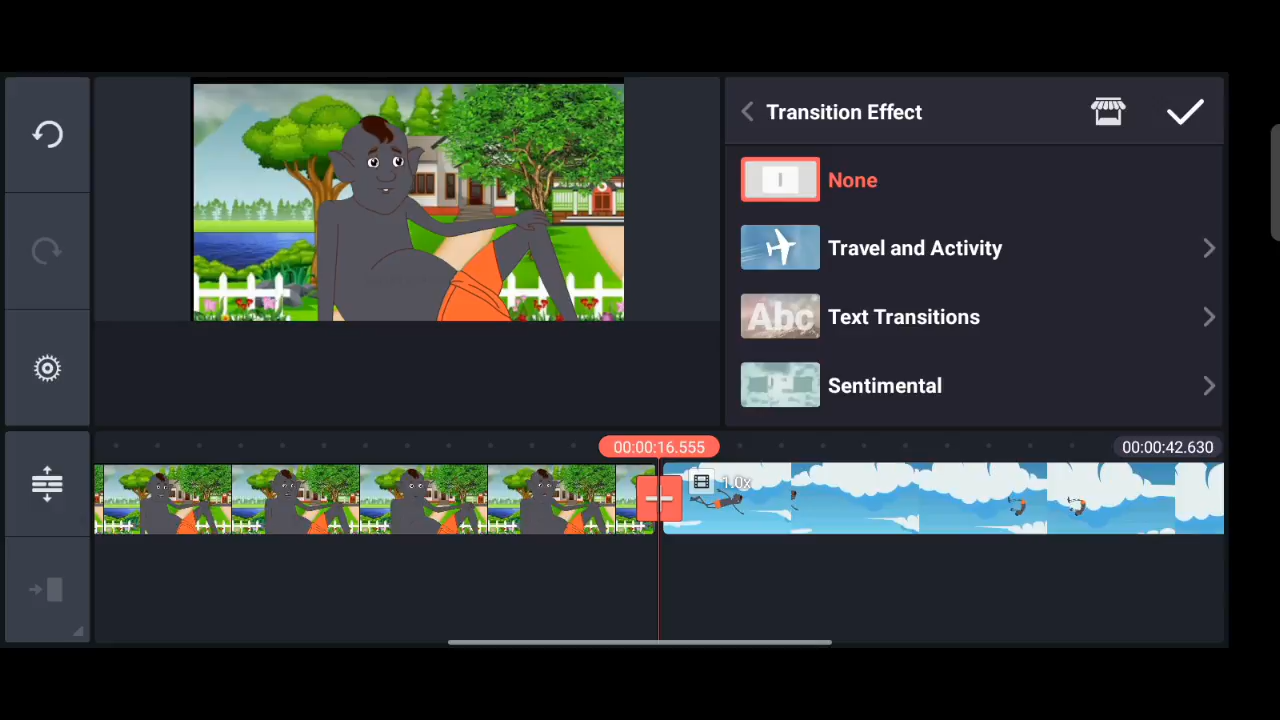 Transition Effect
None
Travel and Activity
Abc
Text Transitions
Sentimental
00:00:16.555
00:00:42.630
1.0x